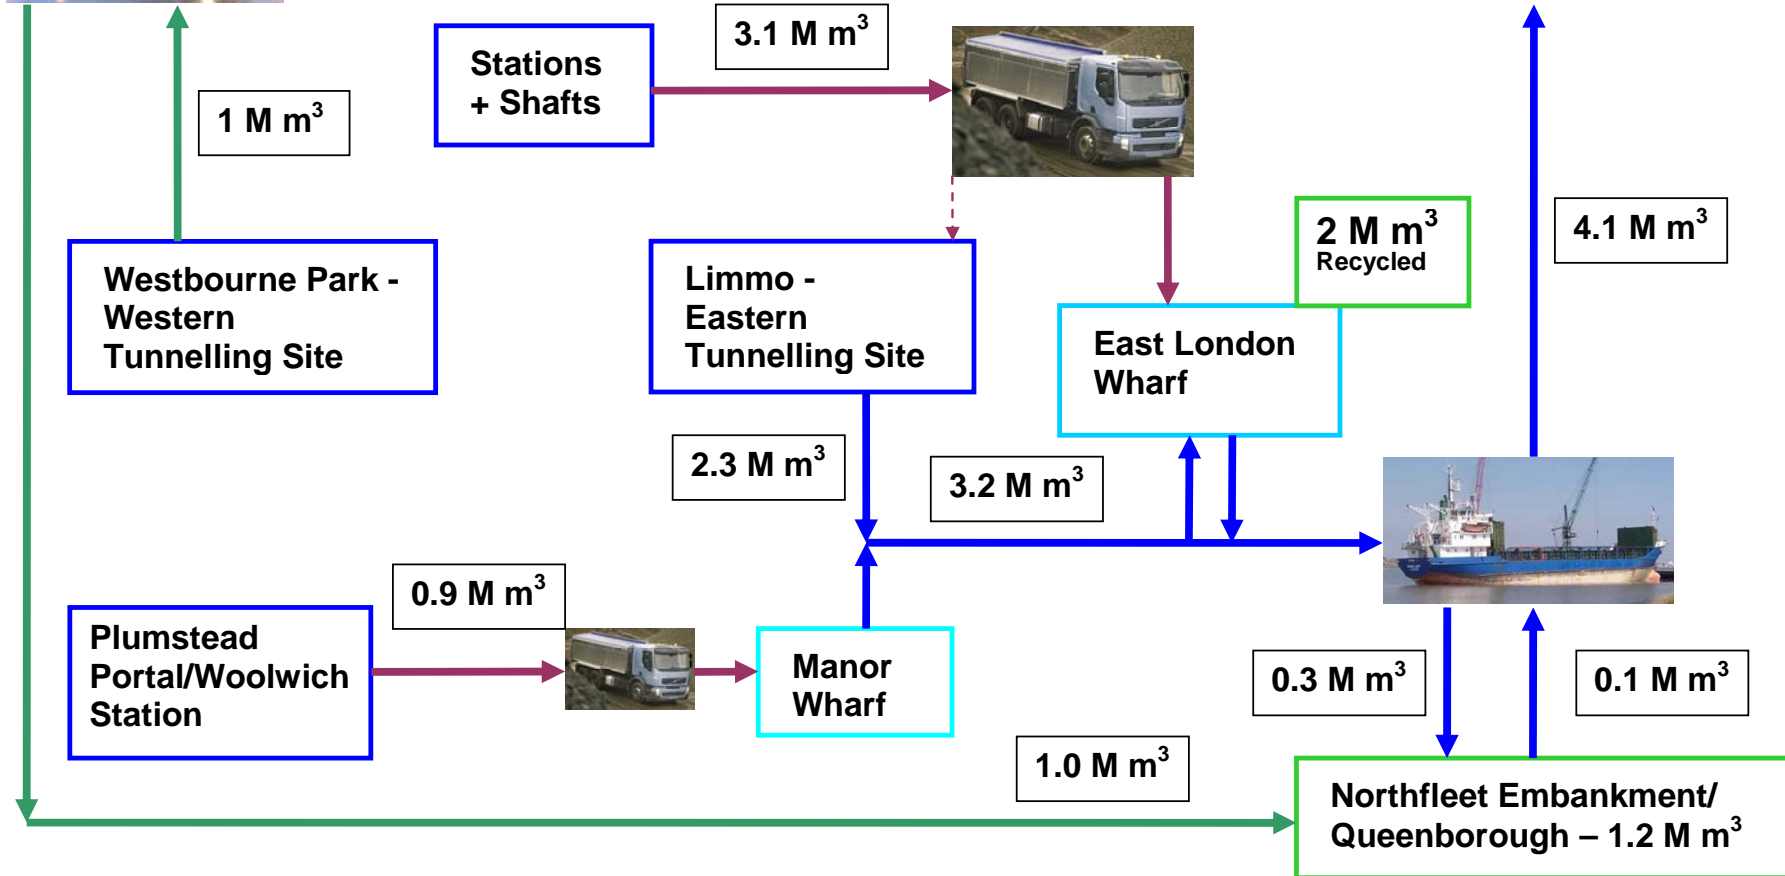 3.1 M m³
Stations
+ Shafts
1 M m³
2 M m³
Recycled
4.1 M m³
Westbourne Park -
Western
Tunnelling Site
Limmo -
Eastern
Tunnelling Site
East London
Wharf
2.3 M m³
3.2 M m³
0.9 M m³
Plumstead
Portal/Woolwich
Station
Manor
Wharf
0.3 M m³
0.1 M m³
1.0 M m³
Northfleet Embankment/
Queenborough – 1.2 M m³